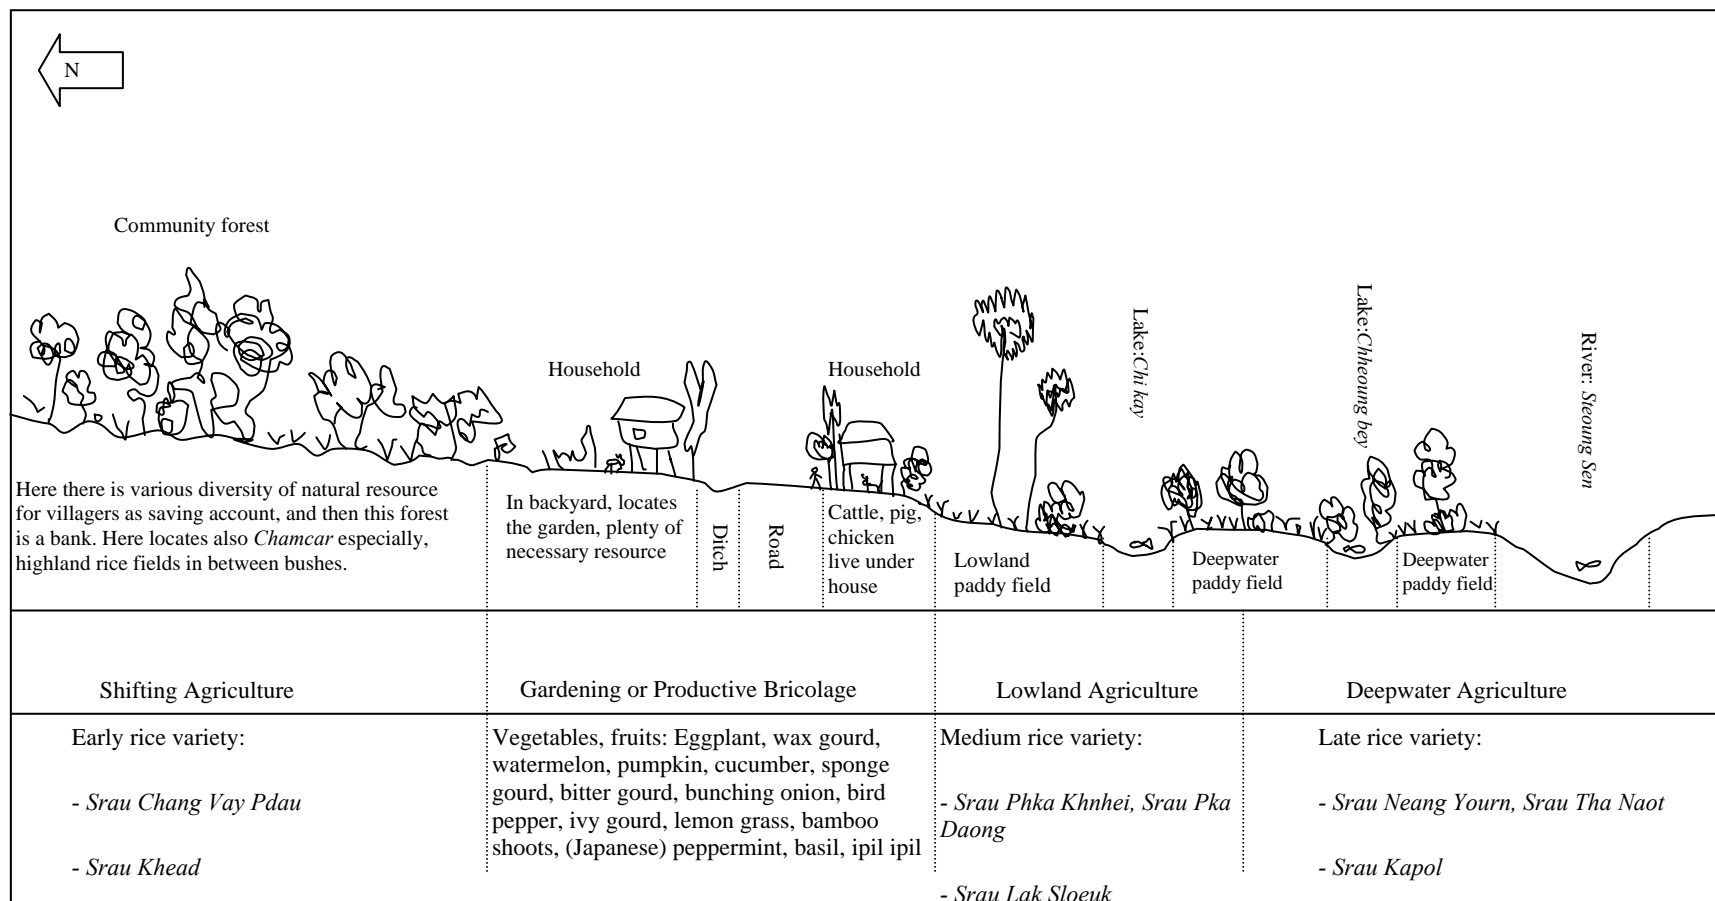 N
Community forest
Household
Household
Lake:Chi kay
Lake:Chheoung bey
River: Steoung Sen
Here there is various diversity of natural resource
for villagers as saving account, and then this forest
is a bank. Here locates also Chamcar especially,
highland rice fields in between bushes.
In backyard, locates
the garden, plenty of
necessary resource
Ditch
Road
Cattle, pig,
chicken
live under
house
Lowland
paddy field
Deepwater
paddy field
Deepwater
paddy field
Shifting Agriculture
Gardening or Productive Bricolage
Lowland Agriculture
Deepwater Agriculture
Early rice variety:
- Srau Chang Vay Pdau
- Srau Khead
Vegetables, fruits: Eggplant, wax gourd,
watermelon, pumpkin, cucumber, sponge
gourd, bitter gourd, bunching onion, bird
pepper, ivy gourd, lemon grass, bamboo
shoots, (Japanese) peppermint, basil, ipil ipil
Medium rice variety:
- Srau Phka Khnhei, Srau Pka
Daong
- Srau Lak Sloeuk
Late rice variety:
- Srau Neang Yourn, Srau Tha Naot
- Srau Kapol